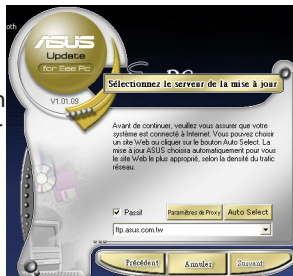 oth
ASUS
Update
for Eee Pc
V1.01.09
Sélectionnez le serveur de la mise à jour
Avant de continuer, veuillez vous assurer que votre
système est connecté à Internet. Vous pouvez choisir
un site Web ou cliquer sur le bouton Auto Select. La
mise à jour ASUS choisira automatiquement pour vous
le site Web le plus approprié, selon la densité du trafic
réseau.
Passif
Paramètres de Proxy
Auto Select
ftp.asus.com.tw
Précédent
Annuler
Suivant